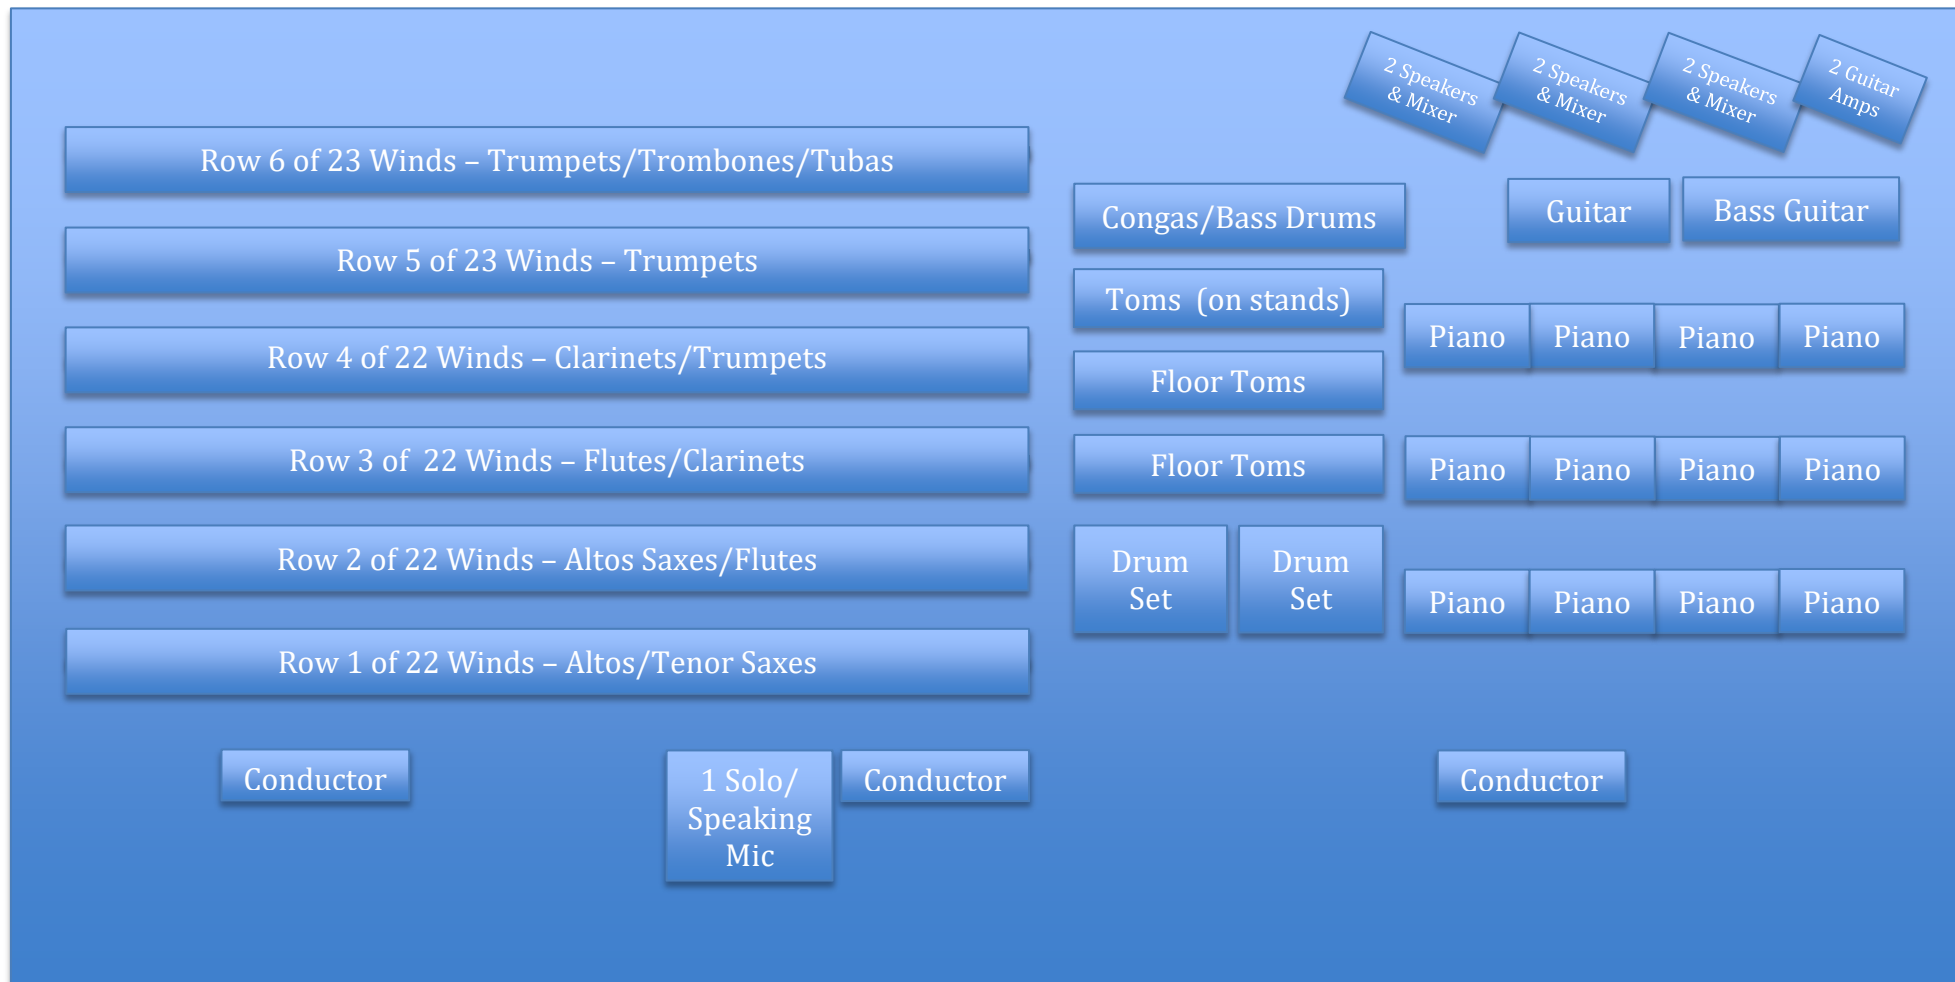 2 Speakers
& Mixer
2 Speakers
& Mixer
2 Speakers
& Mixer
2 Guitar
Amps
Row 6 of 23 Winds – Trumpets/Trombones/Tubas
Row 5 of 23 Winds – Trumpets
Row 4 of 22 Winds – Clarinets/Trumpets
Row 3 of  22 Winds – Flutes/Clarinets
Row 2 of 22 Winds – Altos Saxes/Flutes
Row 1 of 22 Winds – Altos/Tenor Saxes
Congas/Bass Drums
Toms  (on stands)
Floor Toms
Floor Toms
Drum
Set
Drum
Set
Guitar
Bass Guitar
Piano
Piano
Piano
Piano
Piano
Piano
Piano
Piano
Piano
Piano
Piano
Piano
Conductor
1 Solo/
Speaking
Mic
Conductor
Conductor